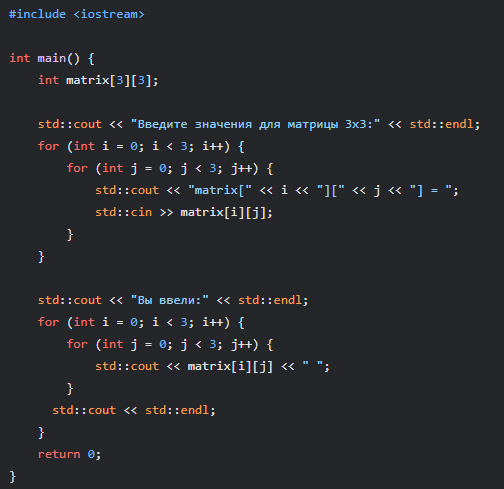 #include <iostream>
int main() {
    int matrix[3][3];
    std::cout << "Введите значения для матрицы 3x3:" << std::endl;
    for (int i = 0; i < 3; i++) {
        for (int j = 0; j < 3; j++) {
            std::cout << "matrix[" << i << "][" << j << "] = ";
            std::cin >> matrix[i][j];
        }
    }
    std::cout << "Вы ввели:" << std::endl;
    for (int i = 0; i < 3; i++) {
        for (int j = 0; j < 3; j++) {
            std::cout << matrix[i][j] << " ";
        }
      std::cout << std::endl;
    }
    return 0;
}